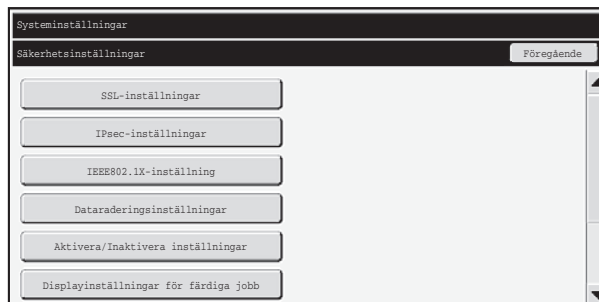 Systeminställningar
Säkerhetsinställningar
Föregående
SSL-inställningar
IPsec-inställningar
IEEE802.1X-inställning
Dataraderingsinställningar
Aktivera/Inaktivera inställningar
Displayinställningar för färdiga jobb